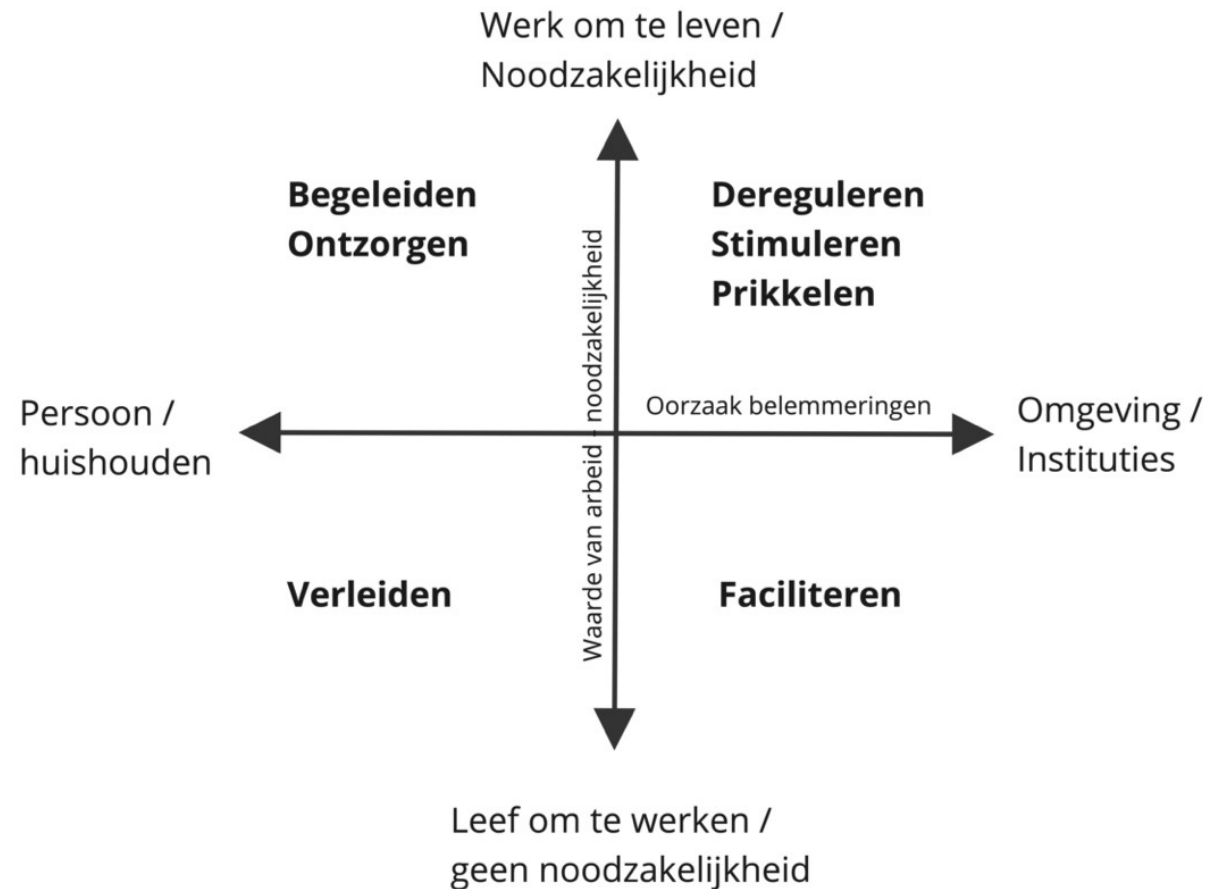 Werk om te leven /
Noodzakelijkheid
Begeleiden
Ontzorgen
Dereguleren
Stimuleren
Prikkelen
Waarde van arbeid - noodzakelijkheid
Oorzaak belemmeringen
Persoon /
huishouden
Omgeving /
Instituties
Verleiden
Faciliteren
Leef om te werken /
geen noodzakelijkheid